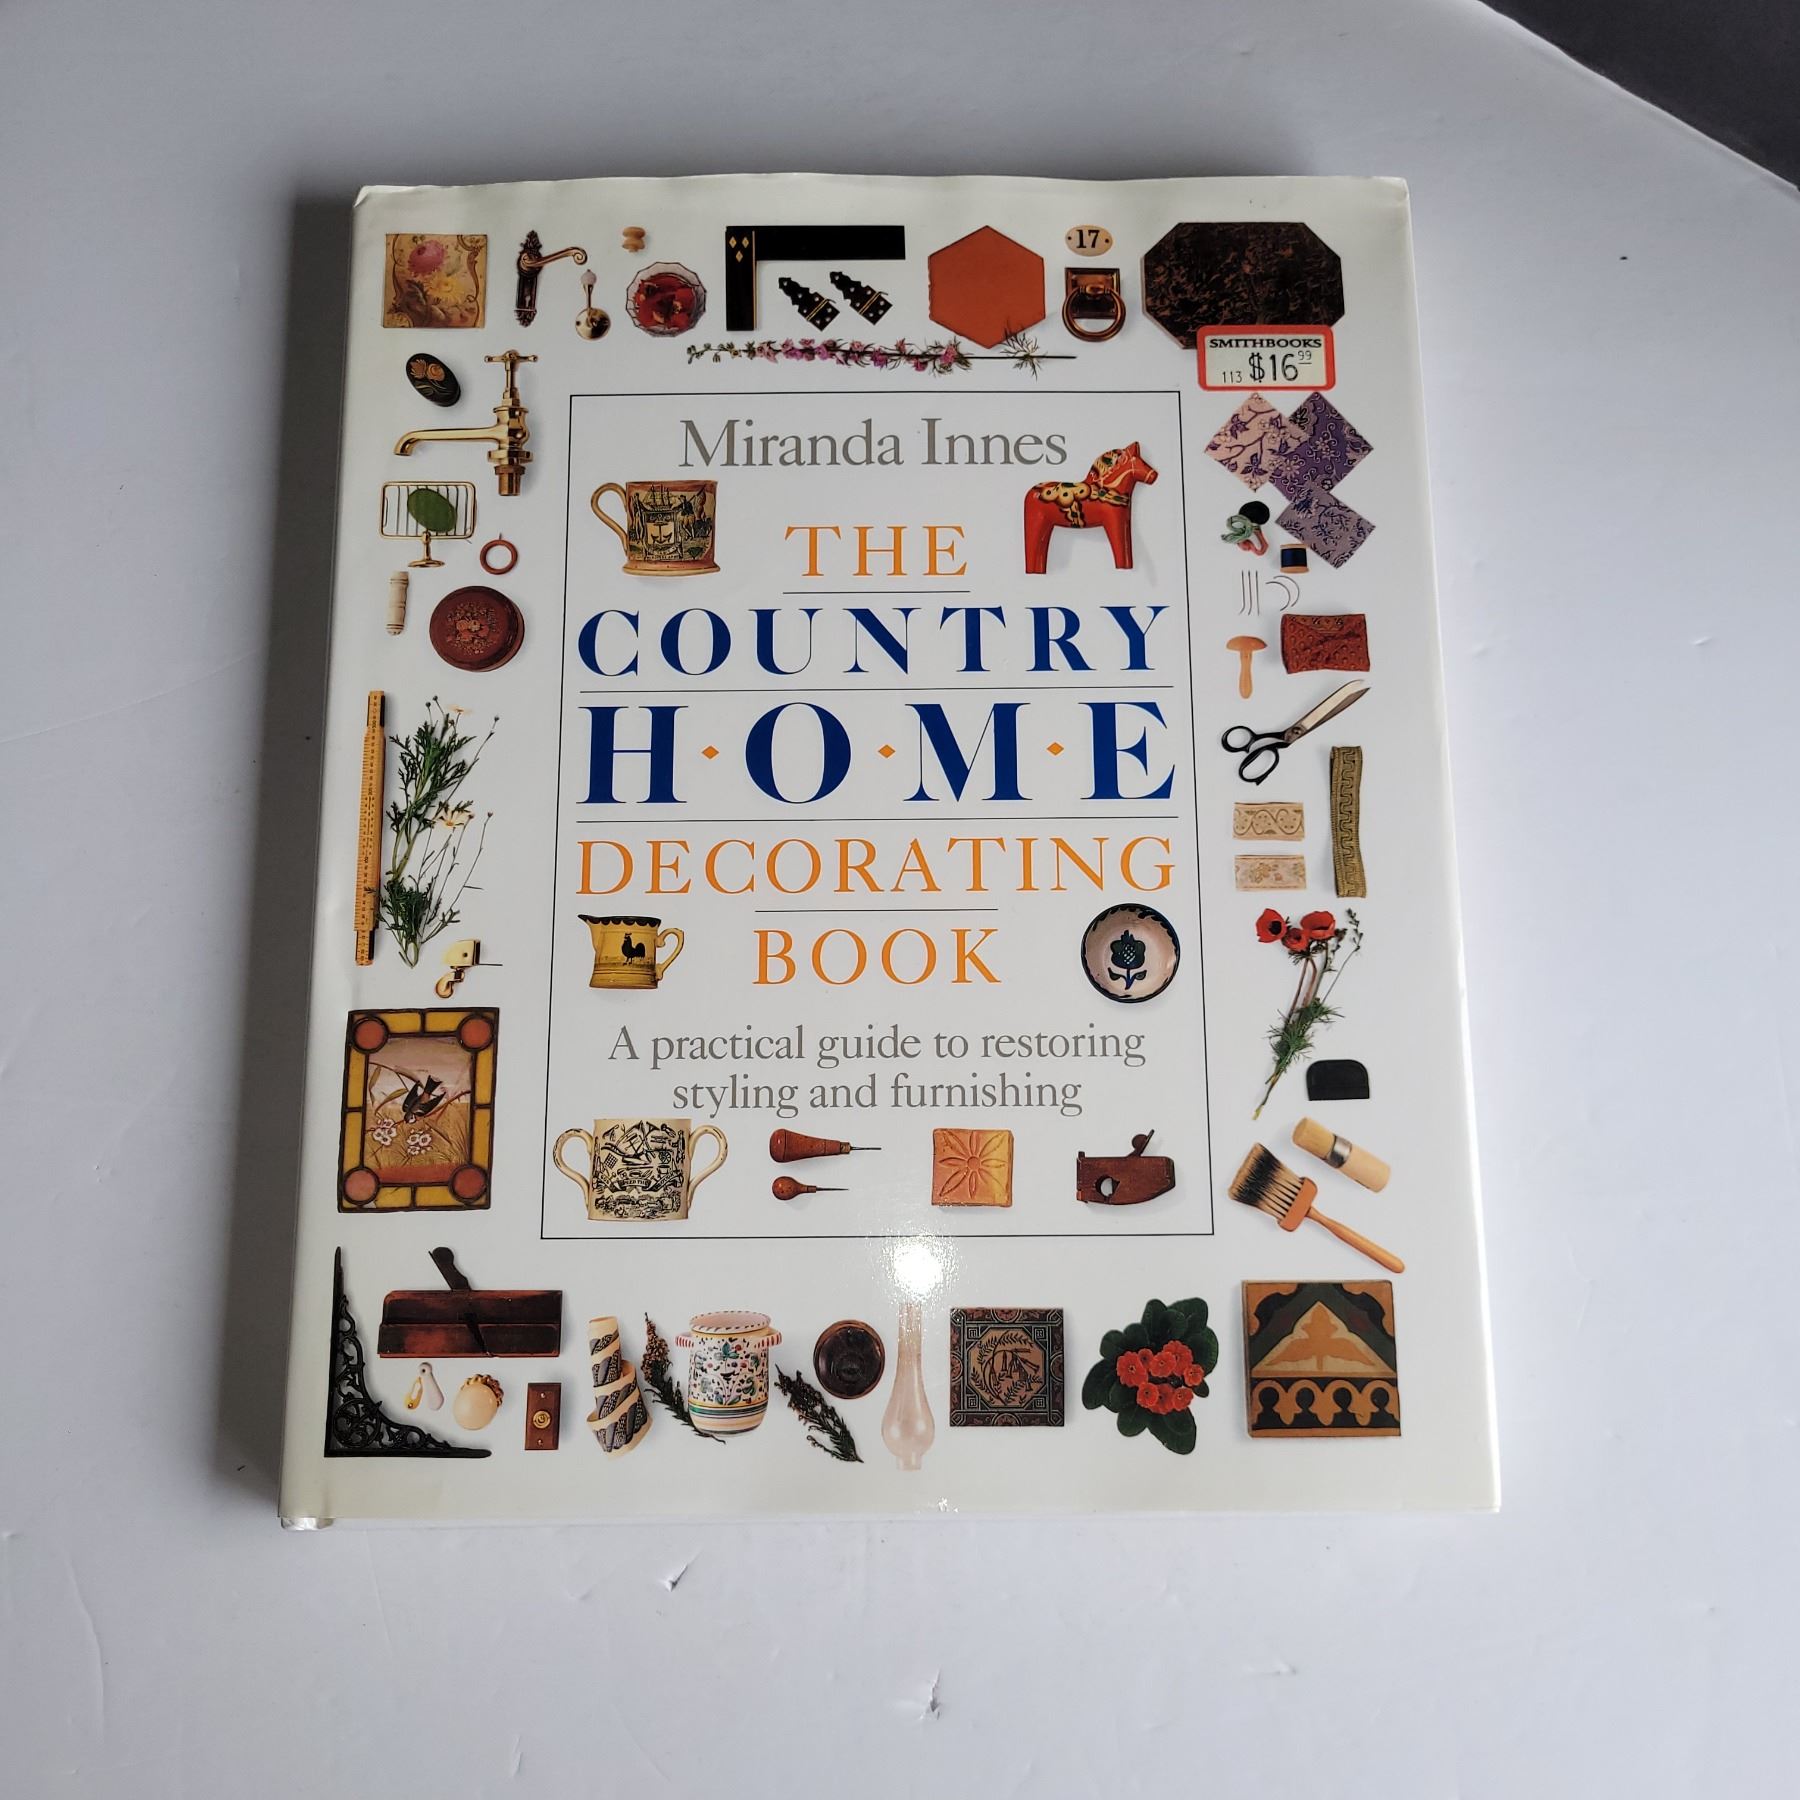 17
SMITHBOOKS
113 $16.99
Miranda Innes
THE
COUNTRY
H·O·M·E
DECORATING
BOOK
A practical guide to restoring
styling and furnishing